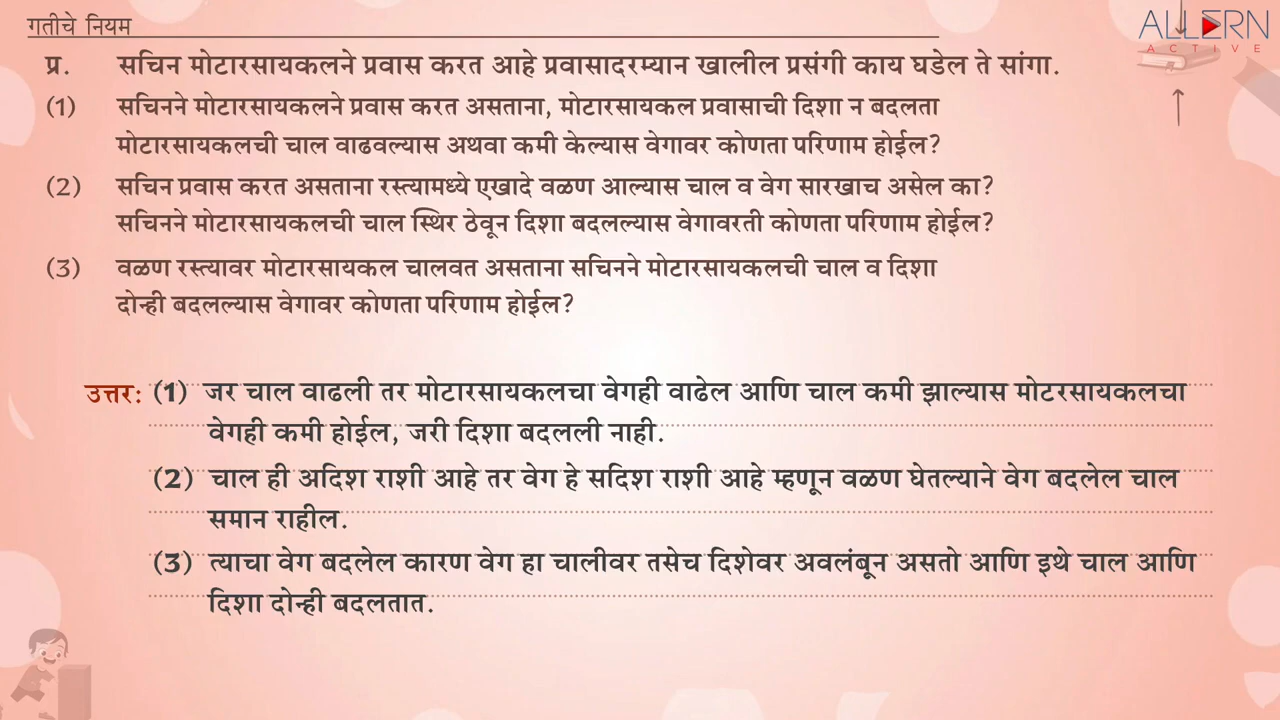 गतीचे नियम
ALLERN
ACTIVE
प्र. सचिन मोटारसायकलने प्रवास करत आहे प्रवासादरम्यान खालील प्रसंगी काय घडेल ते सांगा.
(1) सचिनने मोटारसायकलने प्रवास करत असताना, मोटारसायकल प्रवासाची दिशा न बदलता
मोटारसायकलची चाल वाढवल्यास अथवा कमी केल्यास वेगावर कोणता परिणाम होईल?
(2) सचिन प्रवास करत असताना रस्त्यामध्ये एखादे वळण आल्यास चाल व वेग सारखाच असेल का?
सचिनने मोटारसायकलची चाल स्थिर ठेवून दिशा बदलल्यास वेगावरती कोणता परिणाम होईल?
(3) वळण रस्त्यावर मोटारसायकल चालवत असताना सचिनने मोटारसायकलची चाल व दिशा
दोन्ही बदलल्यास वेगावर कोणता परिणाम होईल?
उत्तर: (1) जर चाल वाढली तर मोटारसायकलचा वेगही वाढेल आणि चाल कमी झाल्यास मोटरसायकलचा
वेगही कमी होईल, जरी दिशा बदलली नाही.
(2) चाल ही अदिश राशी आहे तर वेग हे सदिश राशी आहे म्हणून वळण घेतल्याने वेग बदलेल चाल
समान राहील.
(3) त्याचा वेग बदलेल कारण वेग हा चालीवर तसेच दिशेवर अवलंबून असतो आणि इथे चाल आणि
दिशा दोन्ही बदलतात.